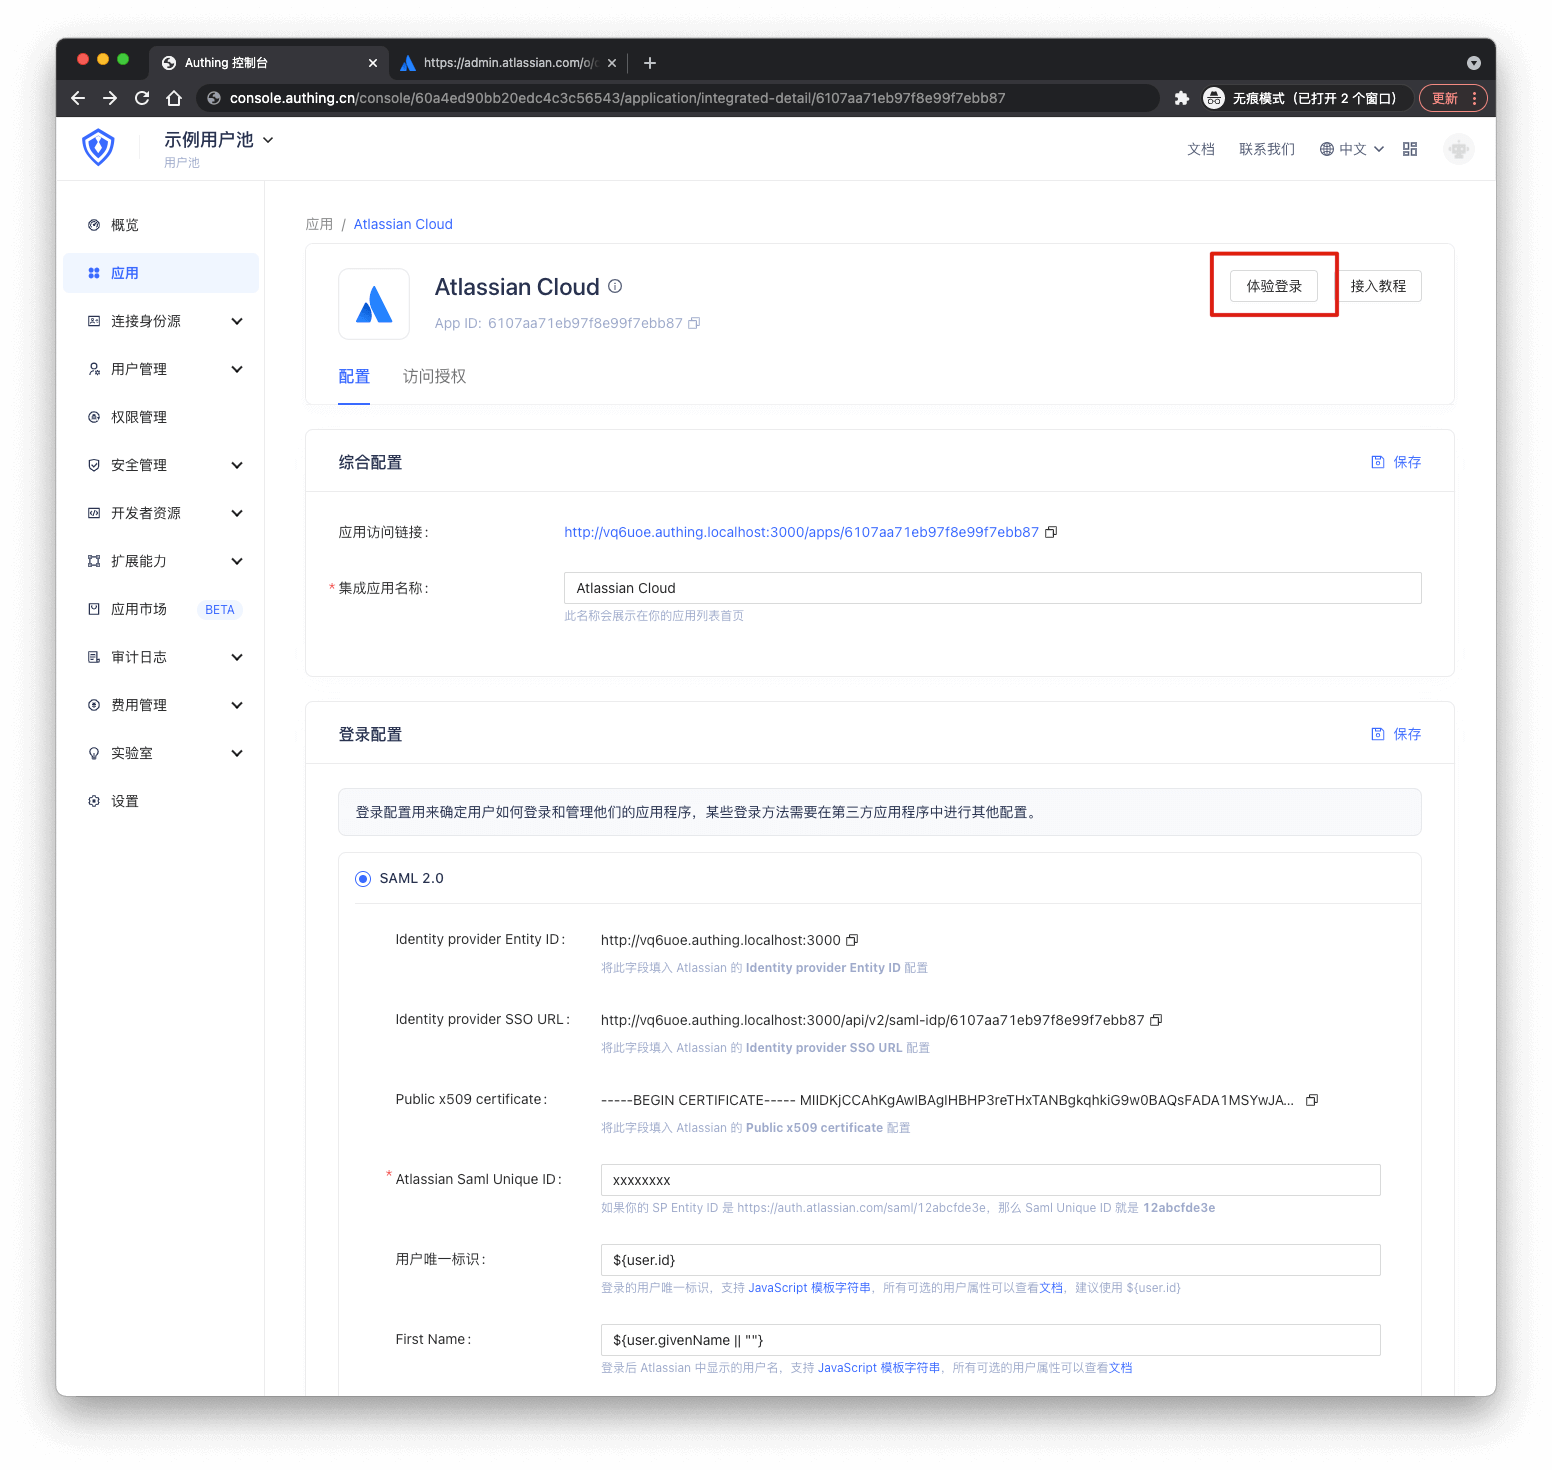 Authing 控制台
https://admin.atlassian.com/o/
console.authing.cn/console/60a4ed90bb20edc4c3c56543/application/integrated-detail/6107aa71eb97f8e99f7ebb87
无痕模式（已打开 2 个窗口）
更新
示例用户池
用户池
文档
联系我们
中文
概览
应用
连接身份源
用户管理
权限管理
安全管理
开发者资源
扩展能力
应用市场 BETA
审计日志
费用管理
实验室
设置
应用 / Atlassian Cloud
Atlassian Cloud
App ID: 6107aa71eb97f8e99f7ebb87
体验登录
接入教程
配置
访问授权
综合配置
保存
应用访问链接:
http://vq6uoe.authing.localhost:3000/apps/6107aa71eb97f8e99f7ebb87
* 集成应用名称:
Atlassian Cloud
此名称会展示在你的应用列表首页
登录配置
保存
登录配置用来确定用户如何登录和管理他们的应用程序，某些登录方法需要在第三方应用程序中进行其他配置。
SAML 2.0
Identity provider Entity ID:
http://vq6uoe.authing.localhost:3000
将此字段填入 Atlassian 的 Identity provider Entity ID 配置
Identity provider SSO URL:
http://vq6uoe.authing.localhost:3000/api/v2/saml-idp/6107aa71eb97f8e99f7ebb87
将此字段填入 Atlassian 的 Identity provider SSO URL 配置
Public x509 certificate:
-----BEGIN CERTIFICATE----- MIIDKjCCAhKgAwIBAgIHBHP3reTHxTANBgkqhkiG9w0BAQsFADA1MSYwJA...
将此字段填入 Atlassian 的 Public x509 certificate 配置
* Atlassian Saml Unique ID:
xxxxxxxx
如果你的 SP Entity ID 是 https://auth.atlassian.com/saml/12abcfde3e，那么 Saml Unique ID 就是 12abcfde3e
用户唯一标识:
${user.id}
登录的用户唯一标识，支持 JavaScript 模板字符串，所有可选的用户属性可以查看文档，建议使用 ${user.id}
First Name:
${user.givenName || ""}
登录后 Atlassian 中显示的用户名，支持 JavaScript 模板字符串，所有可选的用户属性可以查看文档